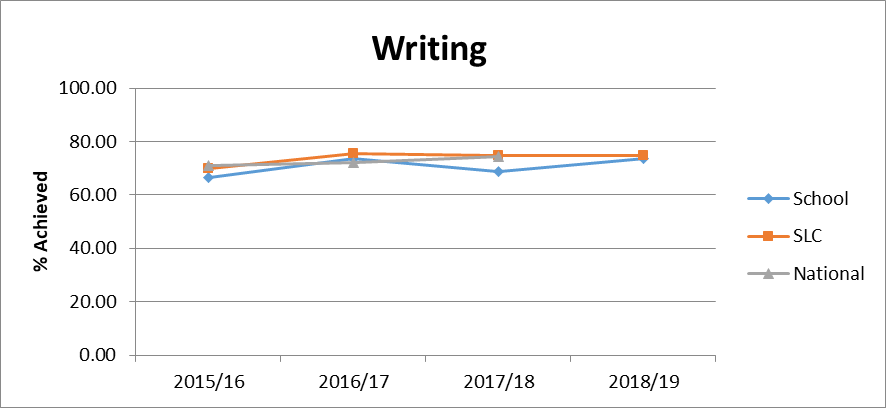 Writing
100.00
80.00
60.00
40.00
20.00
0.00
% Achieved
2015/16 2016/17 2017/18 2018/19
School
SLC
National